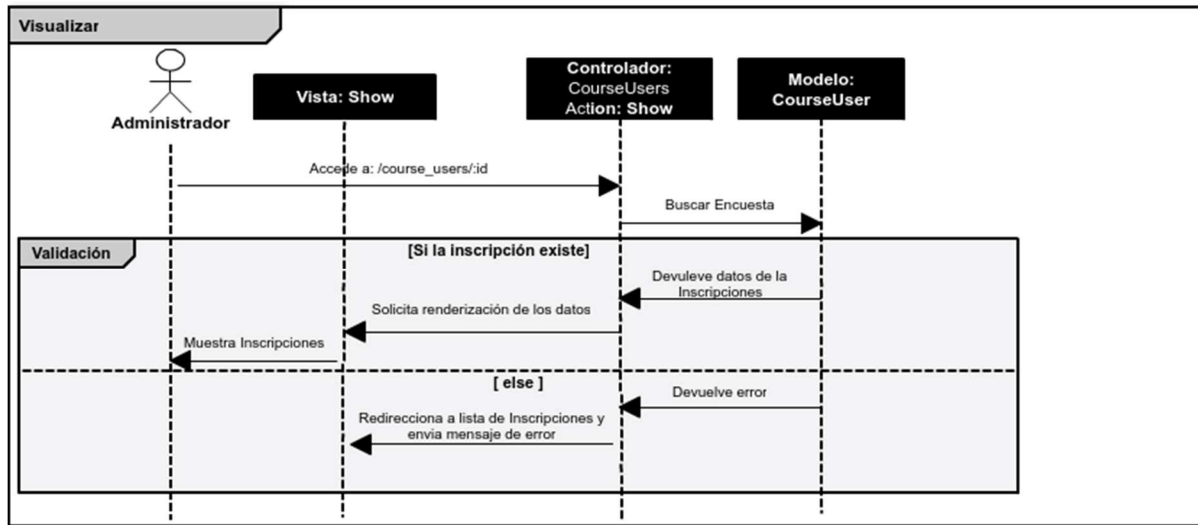 Visualizar
Administrador
Vista: Show
Controlador:
CourseUsers
Action: Show
Modelo:
CourseUser
Accede a: /course_users/:id
Buscar Encuesta
Validación
[Si la inscripción existe]
Devuleve datos de la
Inscripciones
Solicita renderización de los datos
Muestra Inscripciones
[ else ]
Devuelve error
Redirecciona a lista de Inscripciones y
envia mensaje de error